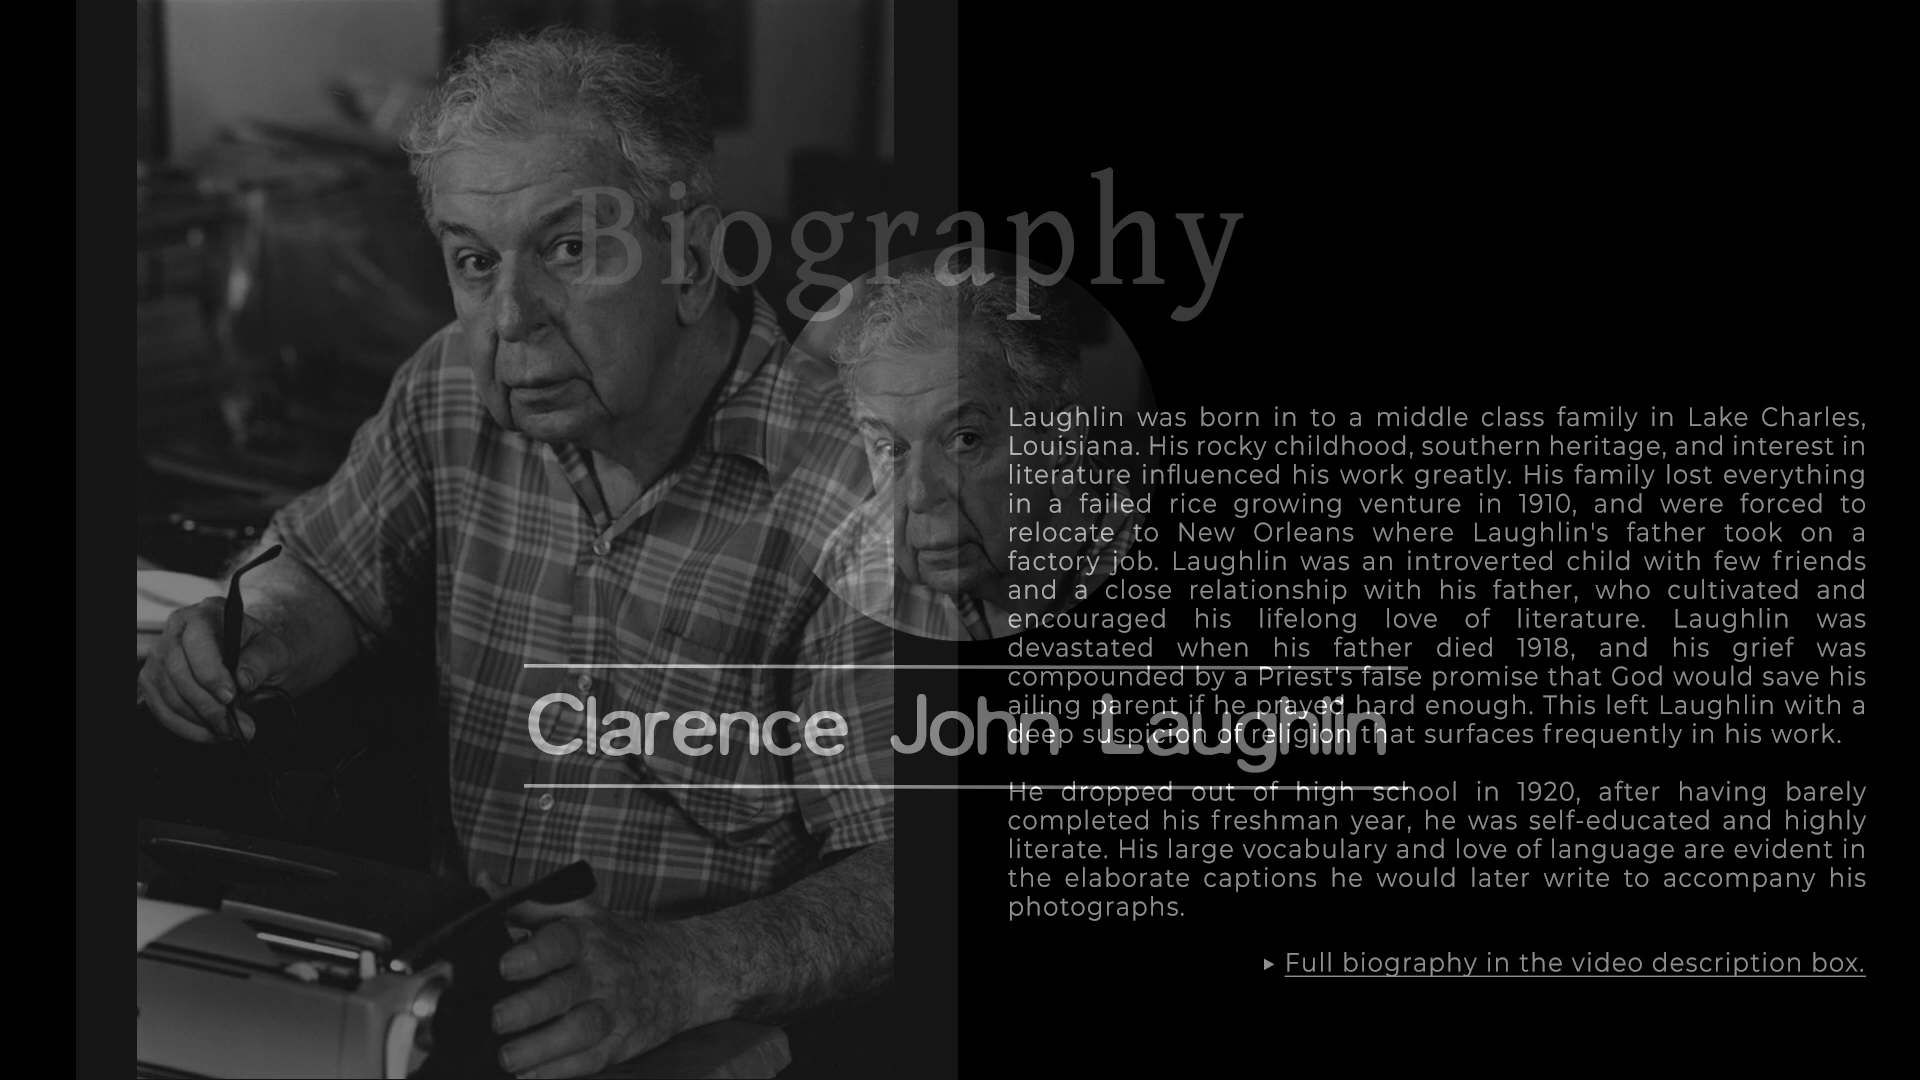 Biography
Clarence John Laughlin
Laughlin was born in to a middle class family in Lake Charles,
Louisiana. His rocky childhood, southern heritage, and interest in
literature influenced his work greatly. His family lost everything
in a failed rice growing venture in 1910, and were forced to
relocate to New Orleans where Laughlin's father took on a
factory job. Laughlin was an introverted child with few friends
and a close relationship with his father, who cultivated and
encouraged his lifelong love of literature. Laughlin was
devastated when his father died 1918, and his grief was
compounded by a Priest's false promise that God would save his
ailing parent if he prayed hard enough. This left Laughlin with a
deep suspicion of religion that surfaces frequently in his work.
He dropped out of high school in 1920, after having barely
completed his freshman year, he was self-educated and highly
literate. His large vocabulary and love of language are evident in
the elaborate captions he would later write to accompany his
photographs.
▸ Full biography in the video description box.